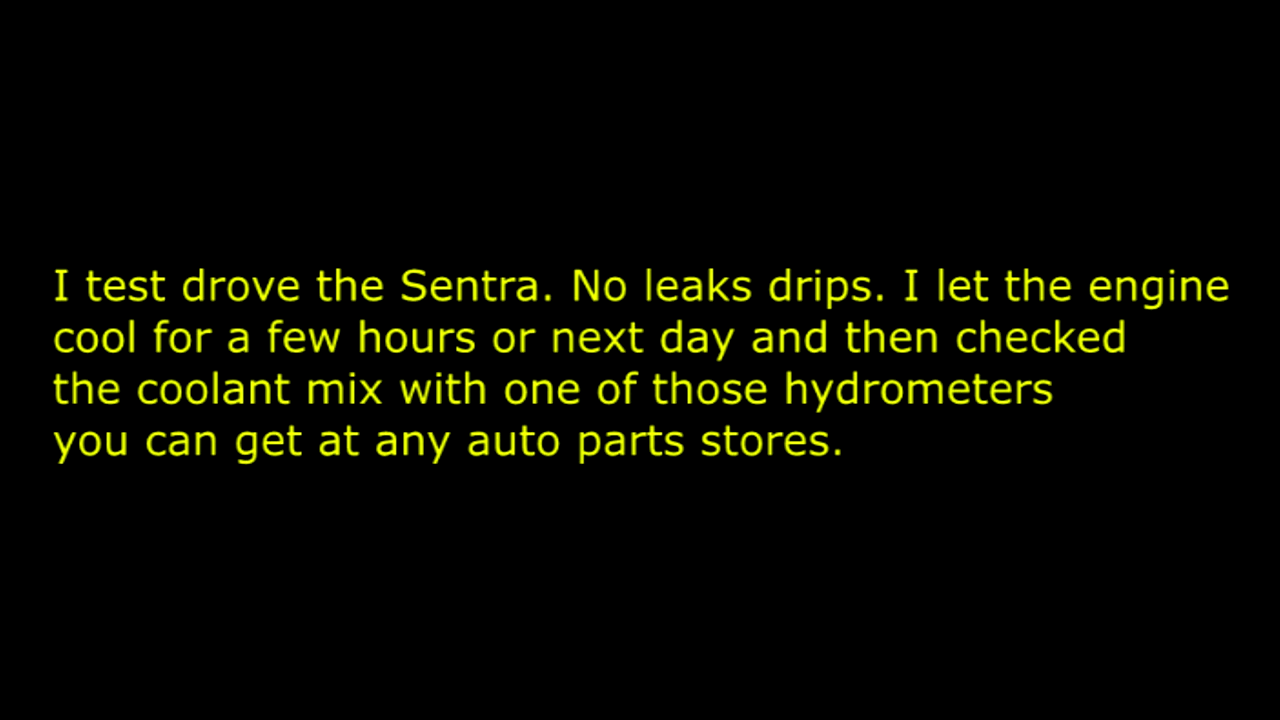 I test drove the Sentra. No leaks drips. I let the engine
cool for a few hours or next day and then checked
the coolant mix with one of those hydrometers
you can get at any auto parts stores.